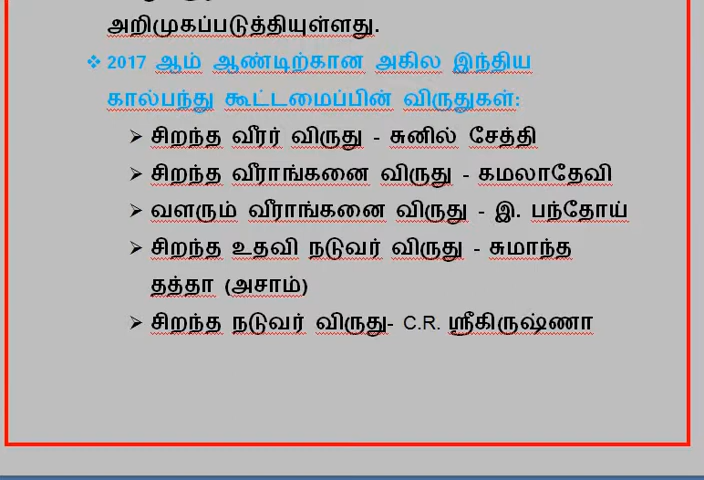 அறிமுகப்படுத்தியுள்ளது.
❖ 2017 ஆம் ஆண்டிற்கான அகில இந்திய
கால்பந்து கூட்டமைப்பின் விருதுகள்:
➢ சிறந்த வீரர் விருது - சுனில் சேத்தி
➢ சிறந்த வீராங்கனை விருது - கமலாதேவி
➢ வளரும் வீராங்கனை விருது - இ. பந்தோய்
➢ சிறந்த உதவி நடுவர் விருது - சுமாந்த
தத்தா (அசாம்)
➢ சிறந்த நடுவர் விருது- C.R. ஸ்ரீகிருஷ்ணா